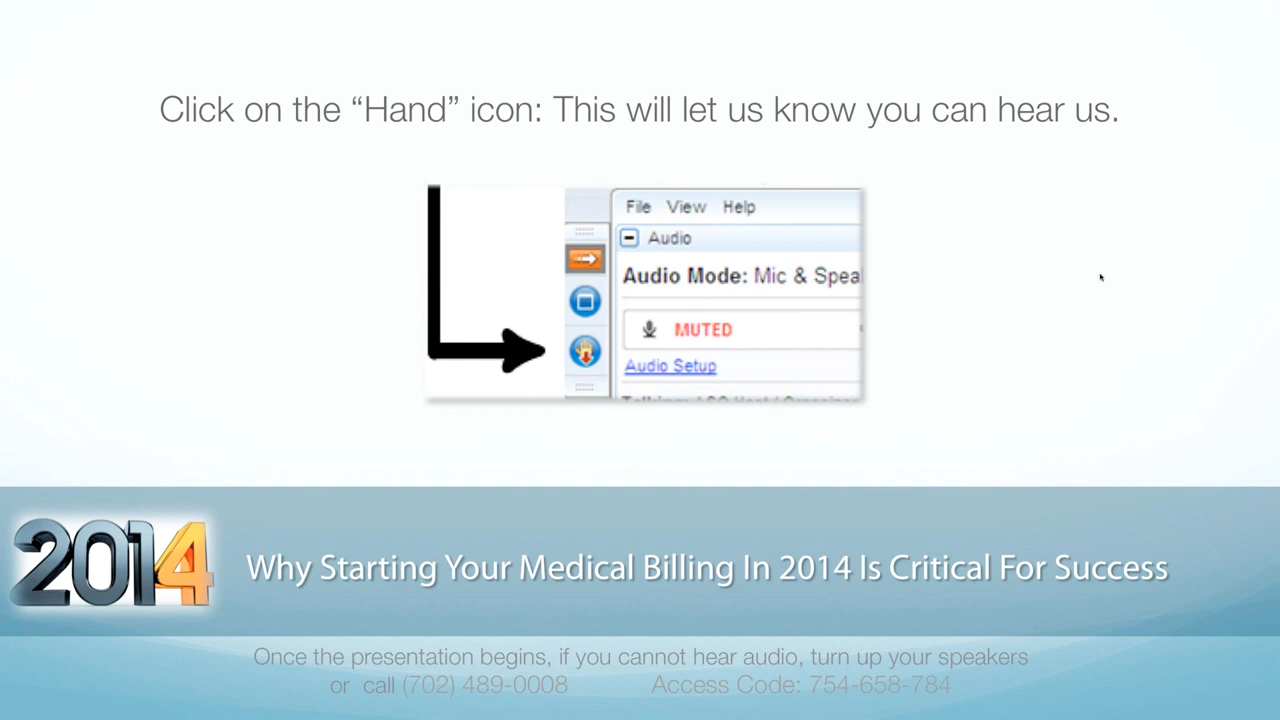 Click on the “Hand” icon: This will let us know you can hear us.
File View Help
Audio
Audio Mode: Mic & Spea
MUTED
Audio Setup
2014
Why Starting Your Medical Billing In 2014 Is Critical For Success
Once the presentation begins, if you cannot hear audio, turn up your speakers
or call (702) 489-0008 Access Code: 754-658-784